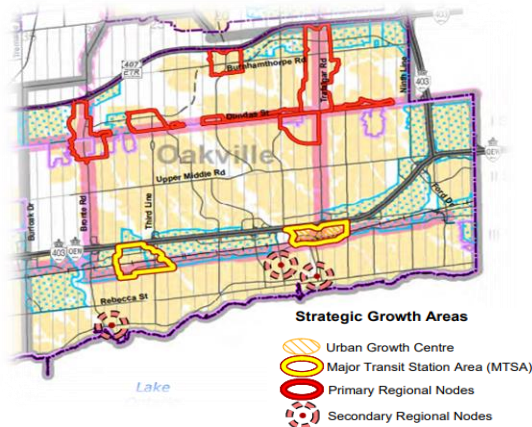 407
ETR
Burnhamthorpe Rd
Trafalgar Rd
Ninth Line
403
Dundas St
Oakville
Upper Middle Rd
QEW
Burloak Dr
Bronte Rd
Third Line
Ford Dr
403
QEW
Rebecca St
Lake
Strategic Growth Areas
Urban Growth Centre
Major Transit Station Area (MTSA)
Primary Regional Nodes
Secondary Regional Nodes